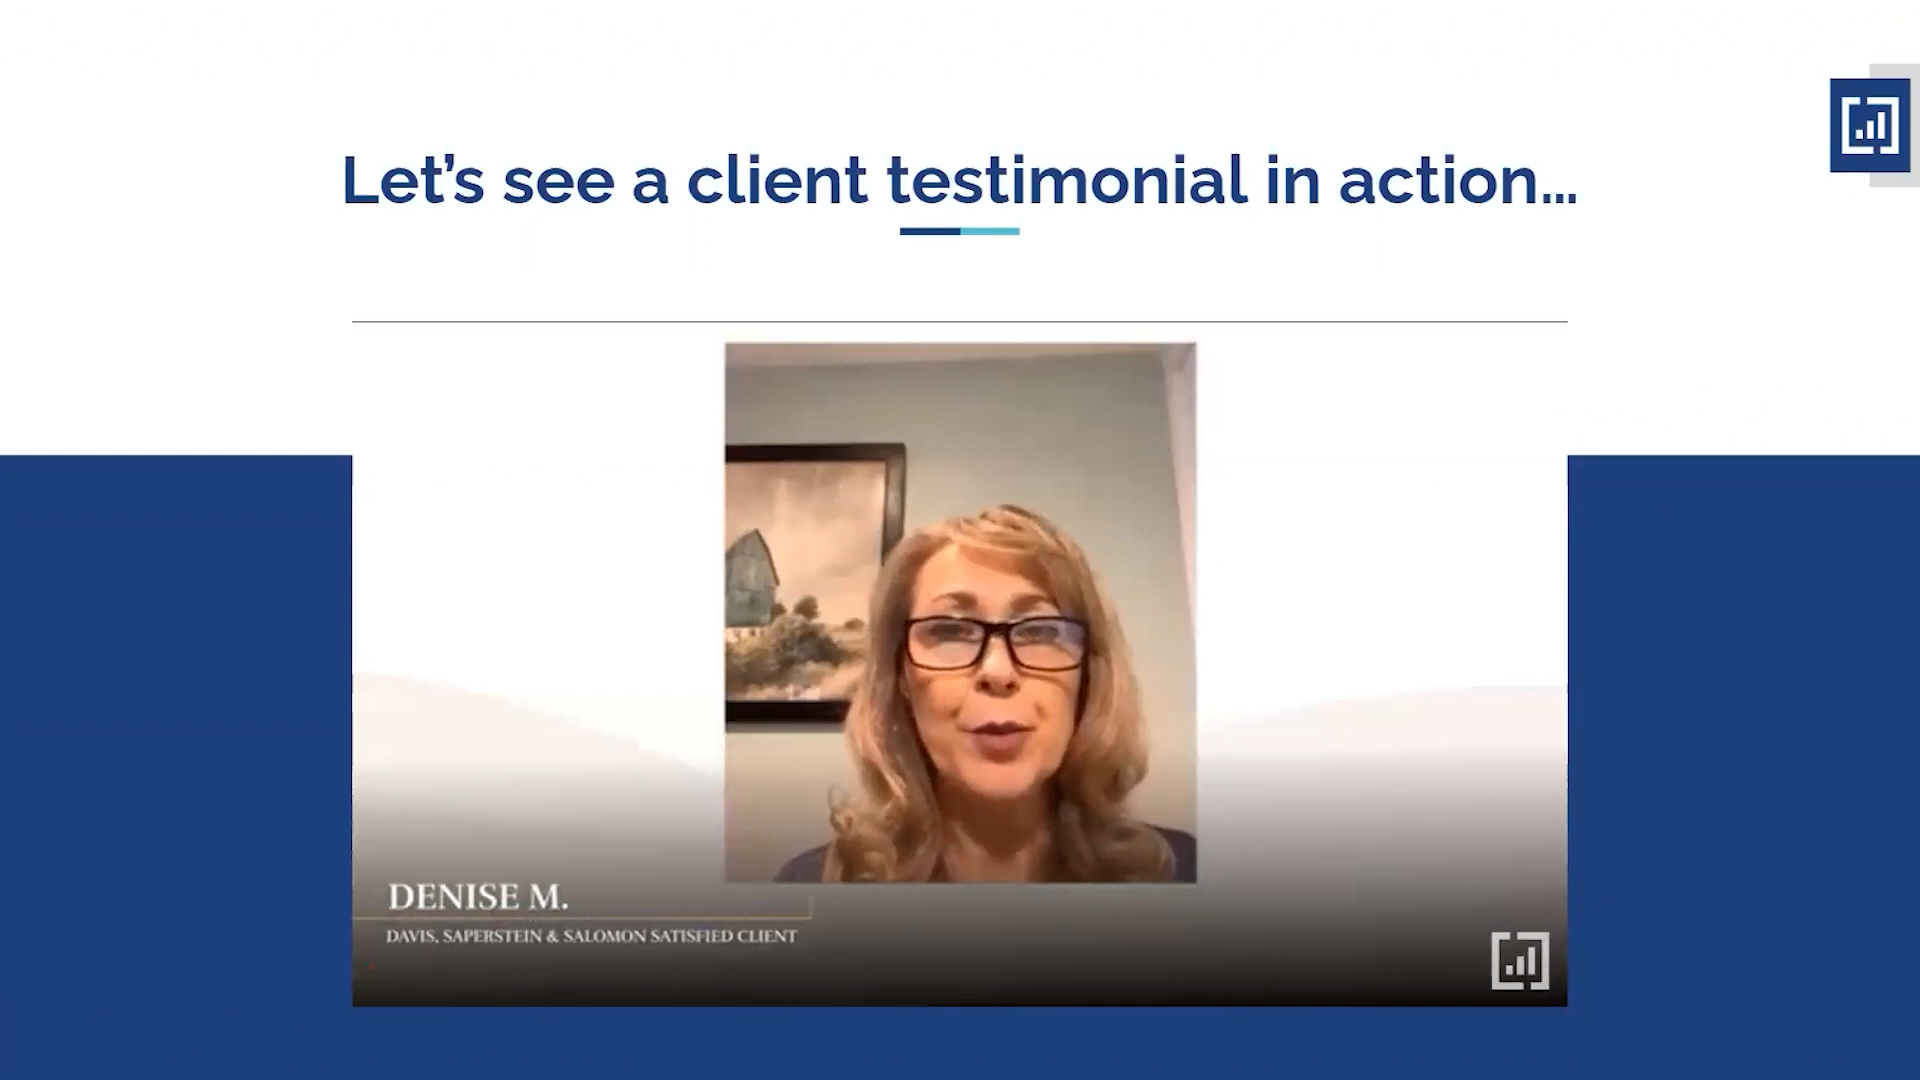 Let’s see a client testimonial in action...
DENISE M.
DAVIS, SAPERSTEIN & SALOMON SATISFIED CLIENT